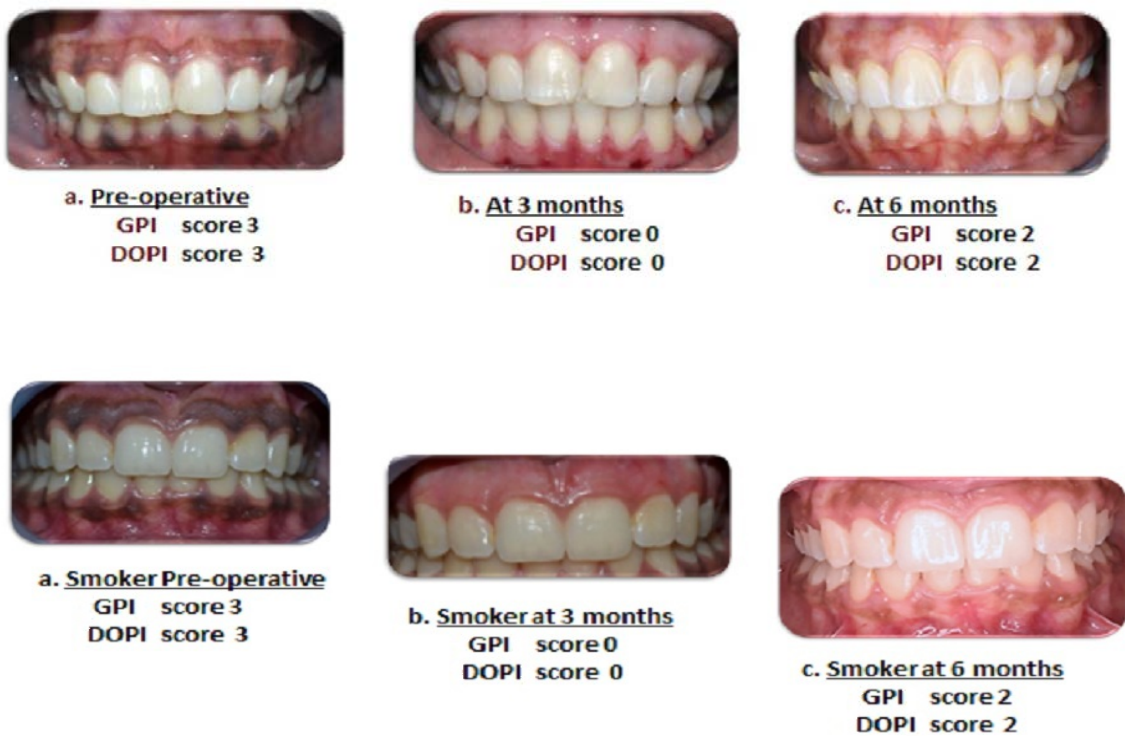 a. Pre-operative
GPI score 3
DOPI score 3
b. At 3 months
GPI score 0
DOPI score 0
c. At 6 months
GPI score 2
DOPI score 2
a. Smoker Pre-operative
GPI score 3
DOPI score 3
b. Smoker at 3 months
GPI score 0
DOPI score 0
c. Smoker at 6 months
GPI score 2
DOPI score 2